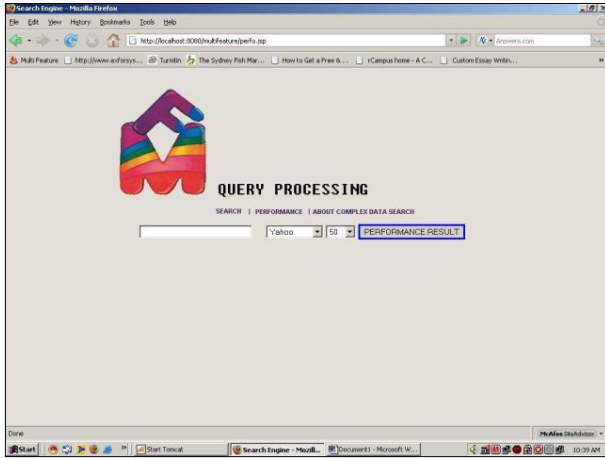 Search Engine - Mozilla Firefox
File Edit View History Bookmarks Tools Help
http://localhost:8080/multifeature/perfo.jsp
Answers.com
Multi Feature http://www.exforsys... Turnitin The Sydney Fish Mar... How to Get a Free & ... rCampus home - A C... Custom Essay Writin...
QUERY PROCESSING
SEARCH | PERFORMANCE | ABOUT COMPLEX DATA SEARCH
Yahoo 50 PERFORMANCE RESULT
Done McAfee SiteAdvisor
Start Start Tomcat Search Engine - Mozill... Document1 - Microsoft W... 10:39 AM